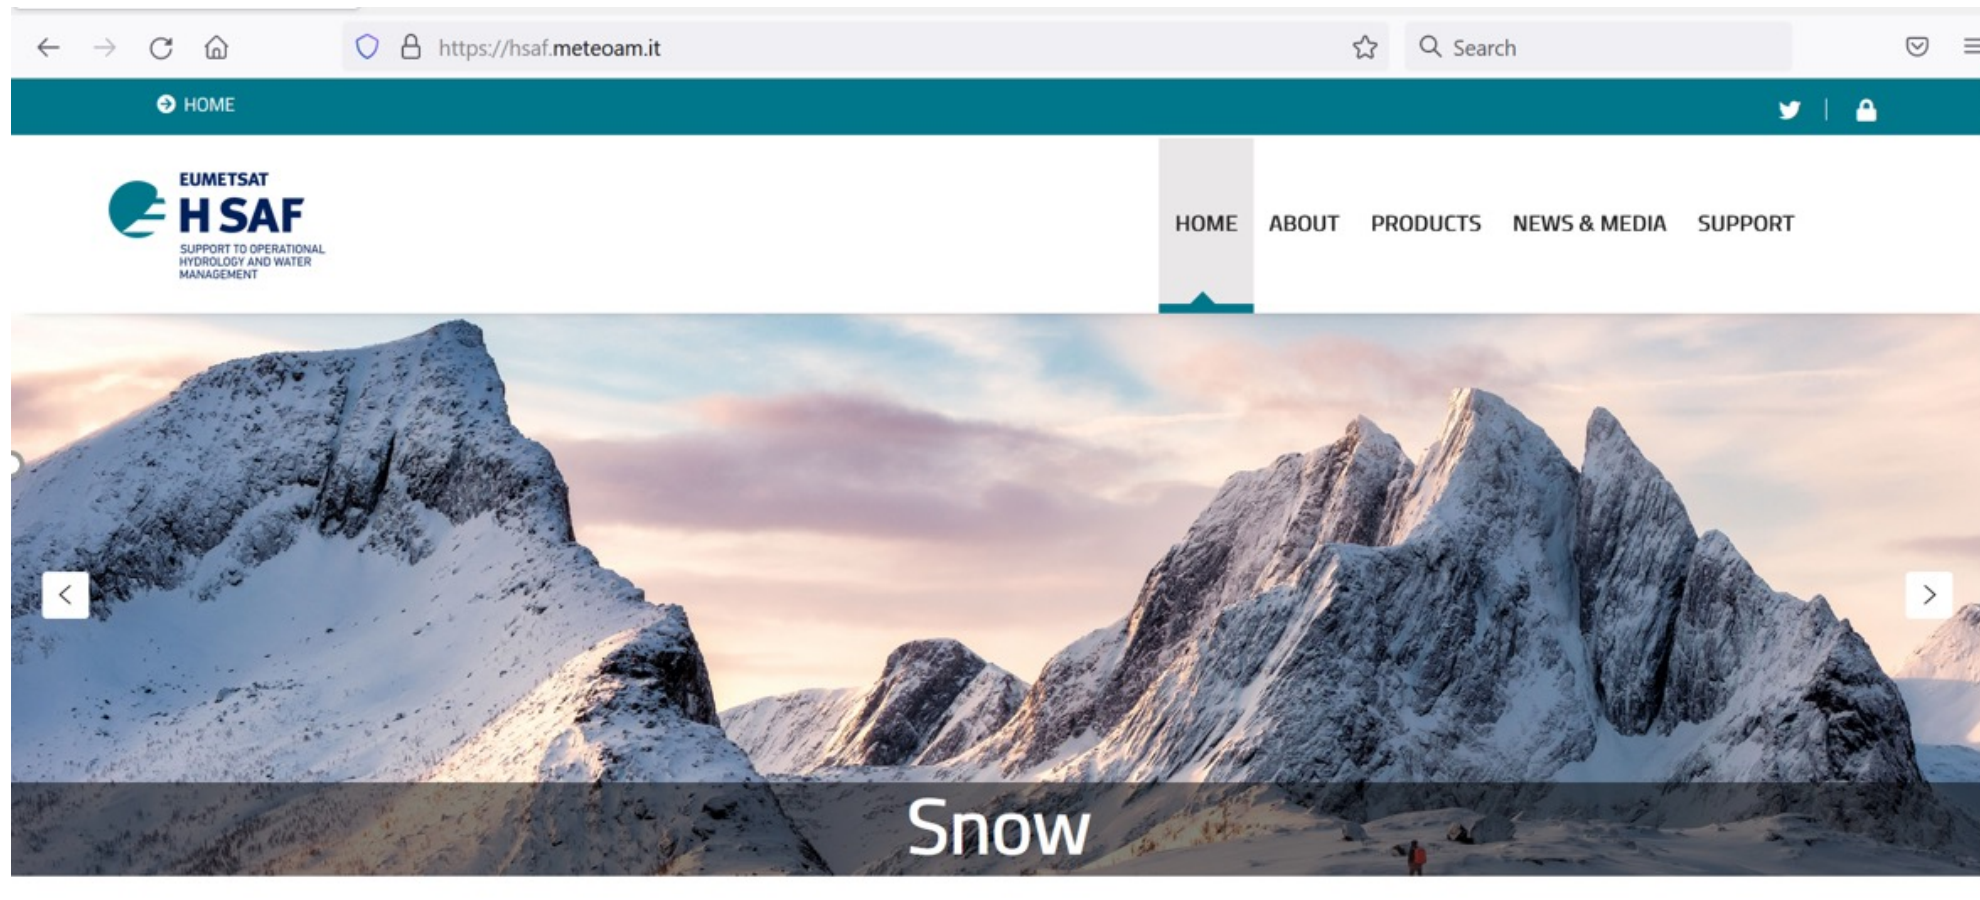 https://hsaf.meteoam.it
Search
HOME
EUMETSAT
H SAF
SUPPORT TO OPERATIONAL
HYDROLOGY AND WATER
MANAGEMENT
HOME ABOUT PRODUCTS NEWS & MEDIA SUPPORT
Snow